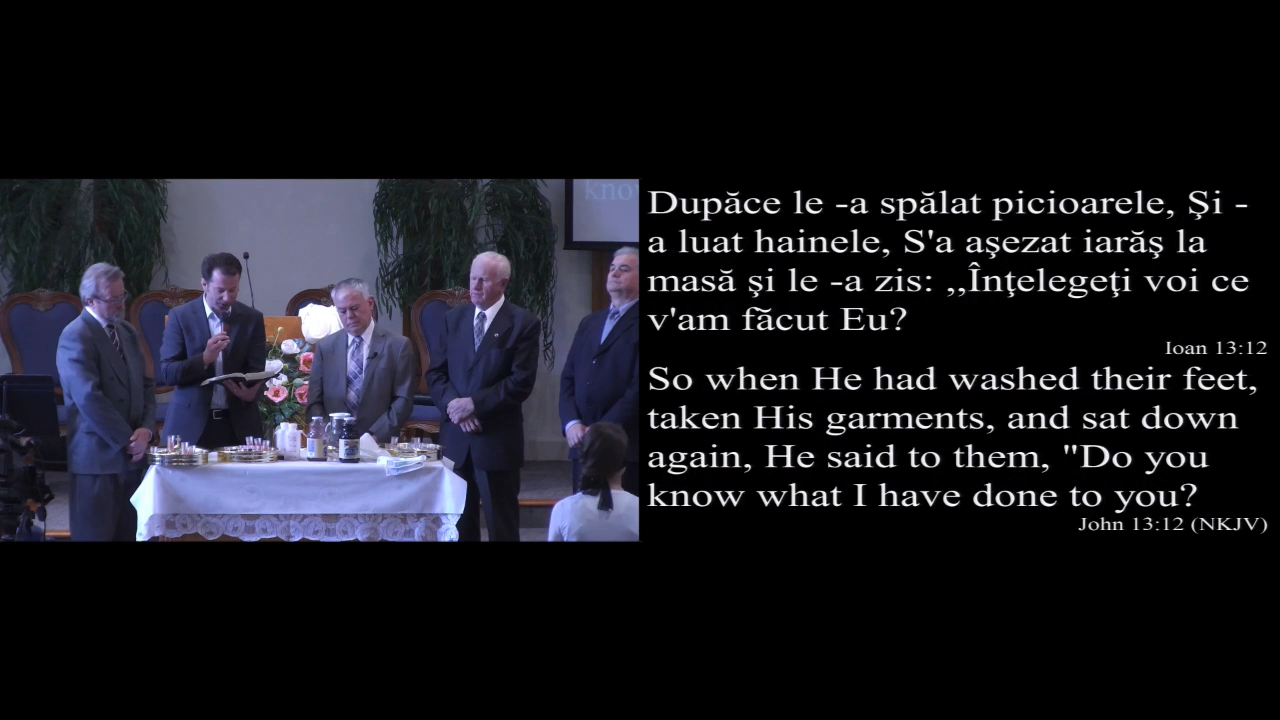 kno
Dupăce le -a spălat picioarele, Şi -
a luat hainele, S'a aşezat iarăş la
masă şi le -a zis: ,,Înţelegeţi voi ce
v'am făcut Eu?
Ioan 13:12
So when He had washed their feet,
taken His garments, and sat down
again, He said to them, "Do you
know what I have done to you?
John 13:12 (NKJV)